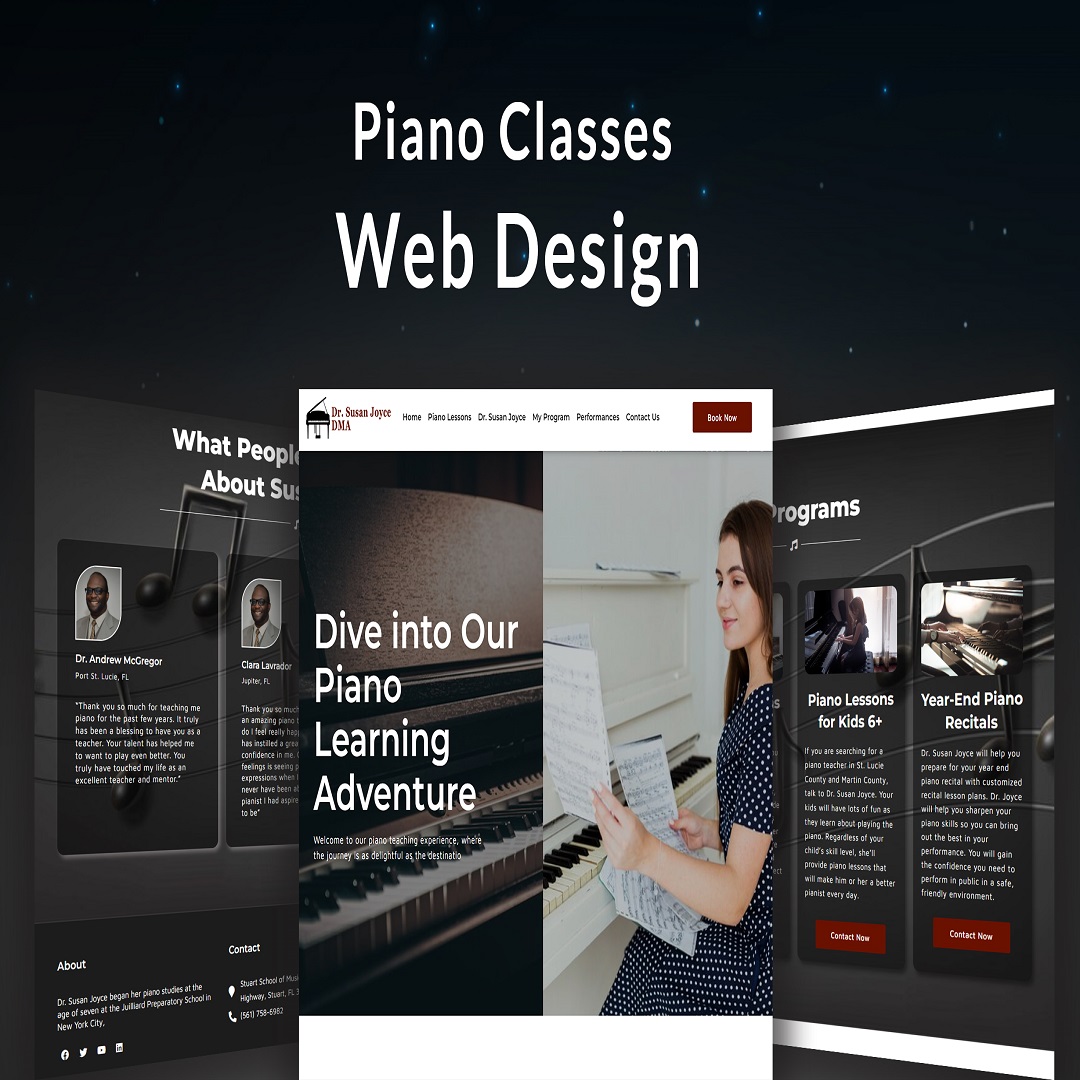 Piano Classes
Web Design
Dr. Susan Joyce
DMA
Home
Piano Lessons
Dr. Susan Joyce
My Program
Performances
Contact Us
Book Now
Dive into Our
Piano
Learning
Adventure
Welcome to our piano teaching experience, where
the journey is as delightful as the destinatio
What People
About Sus
Dr. Andrew McGregor
Port St. Lucie, FL
"Thank you so much for teaching me
piano for the past few years. It truly
has been a blessing to have you as a
teacher. Your talent has helped me
to want to play even better. You
truly have touched my life as an
excellent teacher and mentor."
Clara Lavrador
Jupiter, FL
Thank you so much
an amazing piano t
do I feel really happ
has instilled a grea
confidence in me. 
feelings is seeing p
expressions when I
never have been ab
pianist I had aspire
to be"
About
Dr. Susan Joyce began her piano studies at the
age of seven at the Juilliard Preparatory School in
New York City,
Contact
Stuart School of Musi
Highway, Stuart, FL 3
(561) 758-6982
Programs
Piano Lessons
for Kids 6+
If you are searching for a
piano teacher in St. Lucie
County and Martin County,
talk to Dr. Susan Joyce. Your
kids will have lots of fun as
they learn about playing the
piano. Regardless of your
child's skill level, she'll
provide piano lessons that
will make him or her a better
pianist every day.
Contact Now
Year-End Piano
Recitals
Dr. Susan Joyce will help you
prepare for your year end
piano recital with customized
recital lesson plans. Dr. Joyce
will help you sharpen your
piano skills so you can bring
out the best in your
performance. You will gain
the confidence you need to
perform in public in a safe,
friendly environment.
Contact Now